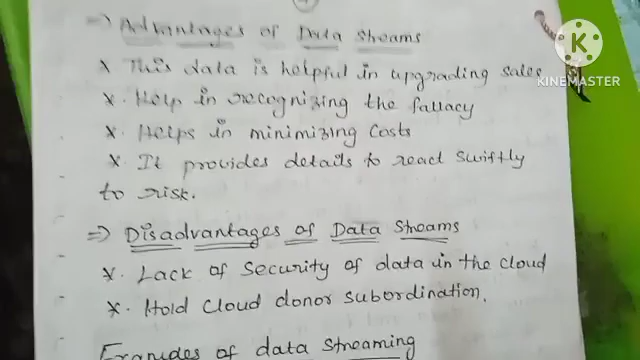 ⇒ Advantages of Data Streams
* This data is helpful in upgrading sales
*. Help in recognizing the fallacy
*. Helps in minimizing costs
*. It provides details to react swiftly
to risk.
⇒ Disadvantages of Data Streams
*. Lack of security of data in the cloud
*. Hold cloud donor subordination.
Examples of data streaming
KINEMASTER